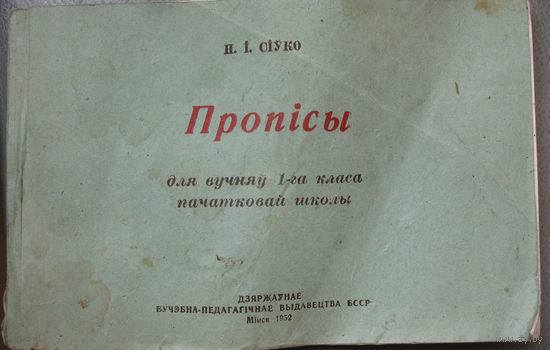 Н. І. СІЎКО
Пропісы
для вучняў 1-га класа
пачатковай школы
ДЗЯРЖАЎНАЕ
ВУЧЭБНА-ПЕДАГАГІЧНАЕ ВЫДАВЕЦТВА БССР
Мінск 1952